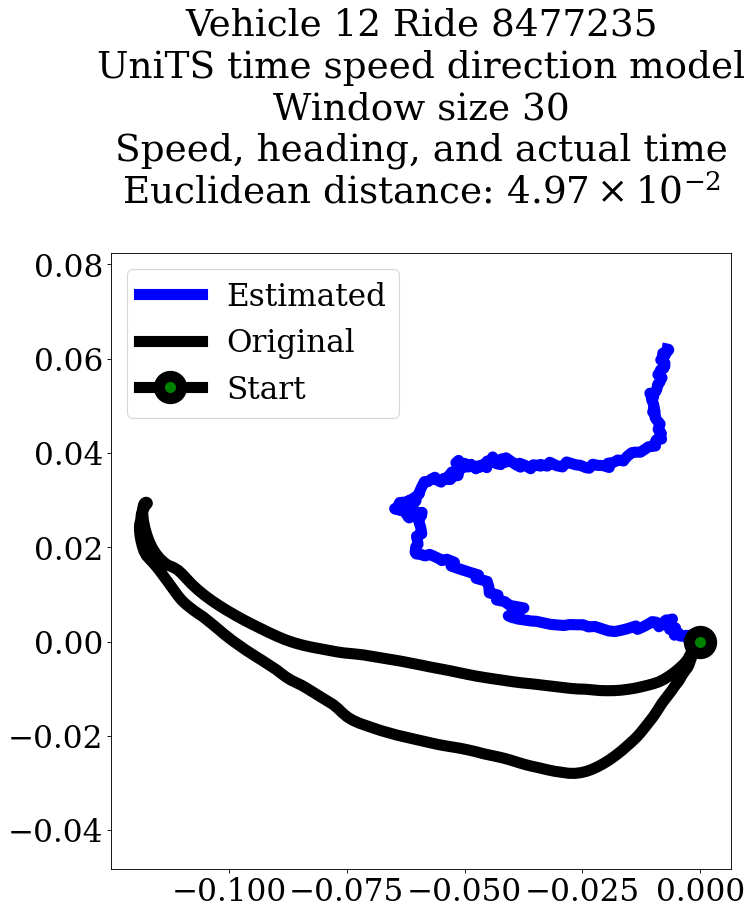 Vehicle 12 Ride 8477235
UniTS time speed direction model
Window size 30
Speed, heading, and actual time
Euclidean distance: 4.97 × 10⁻²
0.08
0.06
0.04
0.02
0.00
−0.02
−0.04
Estimated
Original
Start
−0.100 −0.075 −0.050 −0.025 0.000